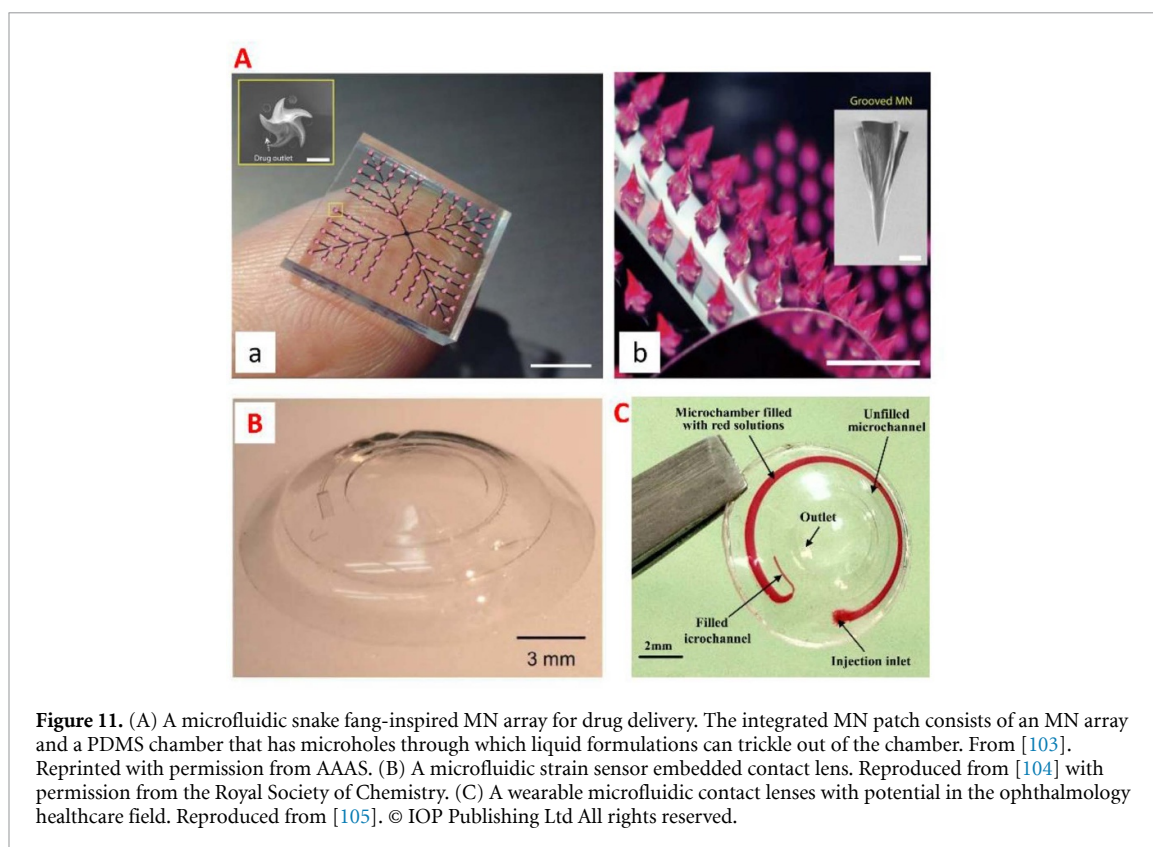 A
Drug outlet
a
Grooved MN
b
B
3 mm
C
Microchamber filled
with red solutions
Unfilled
microchannel
Outlet
Filled
icrochannel
Injection inlet
2mm
Figure 11. (A) A microfluidic snake fang-inspired MN array for drug delivery. The integrated MN patch consists of an MN array
and a PDMS chamber that has microholes through which liquid formulations can trickle out of the chamber. From [103].
Reprinted with permission from AAAS. (B) A microfluidic strain sensor embedded contact lens. Reproduced from [104] with
permission from the Royal Society of Chemistry. (C) A wearable microfluidic contact lenses with potential in the ophthalmology
healthcare field. Reproduced from [105]. © IOP Publishing Ltd All rights reserved.